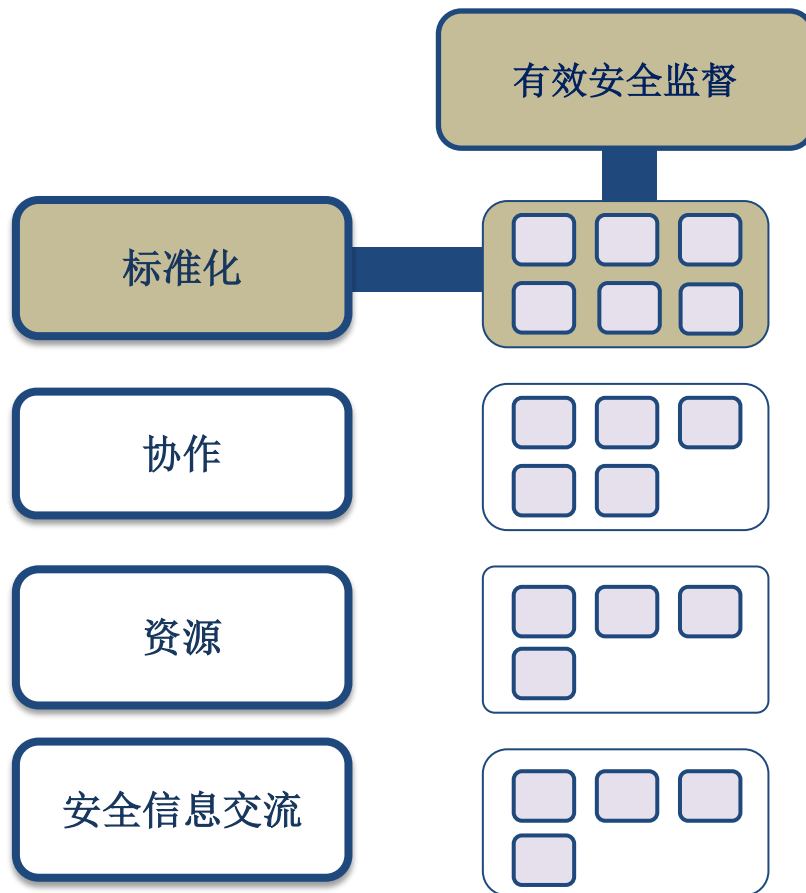 有效安全监督
标准化
协作
资源
安全信息交流